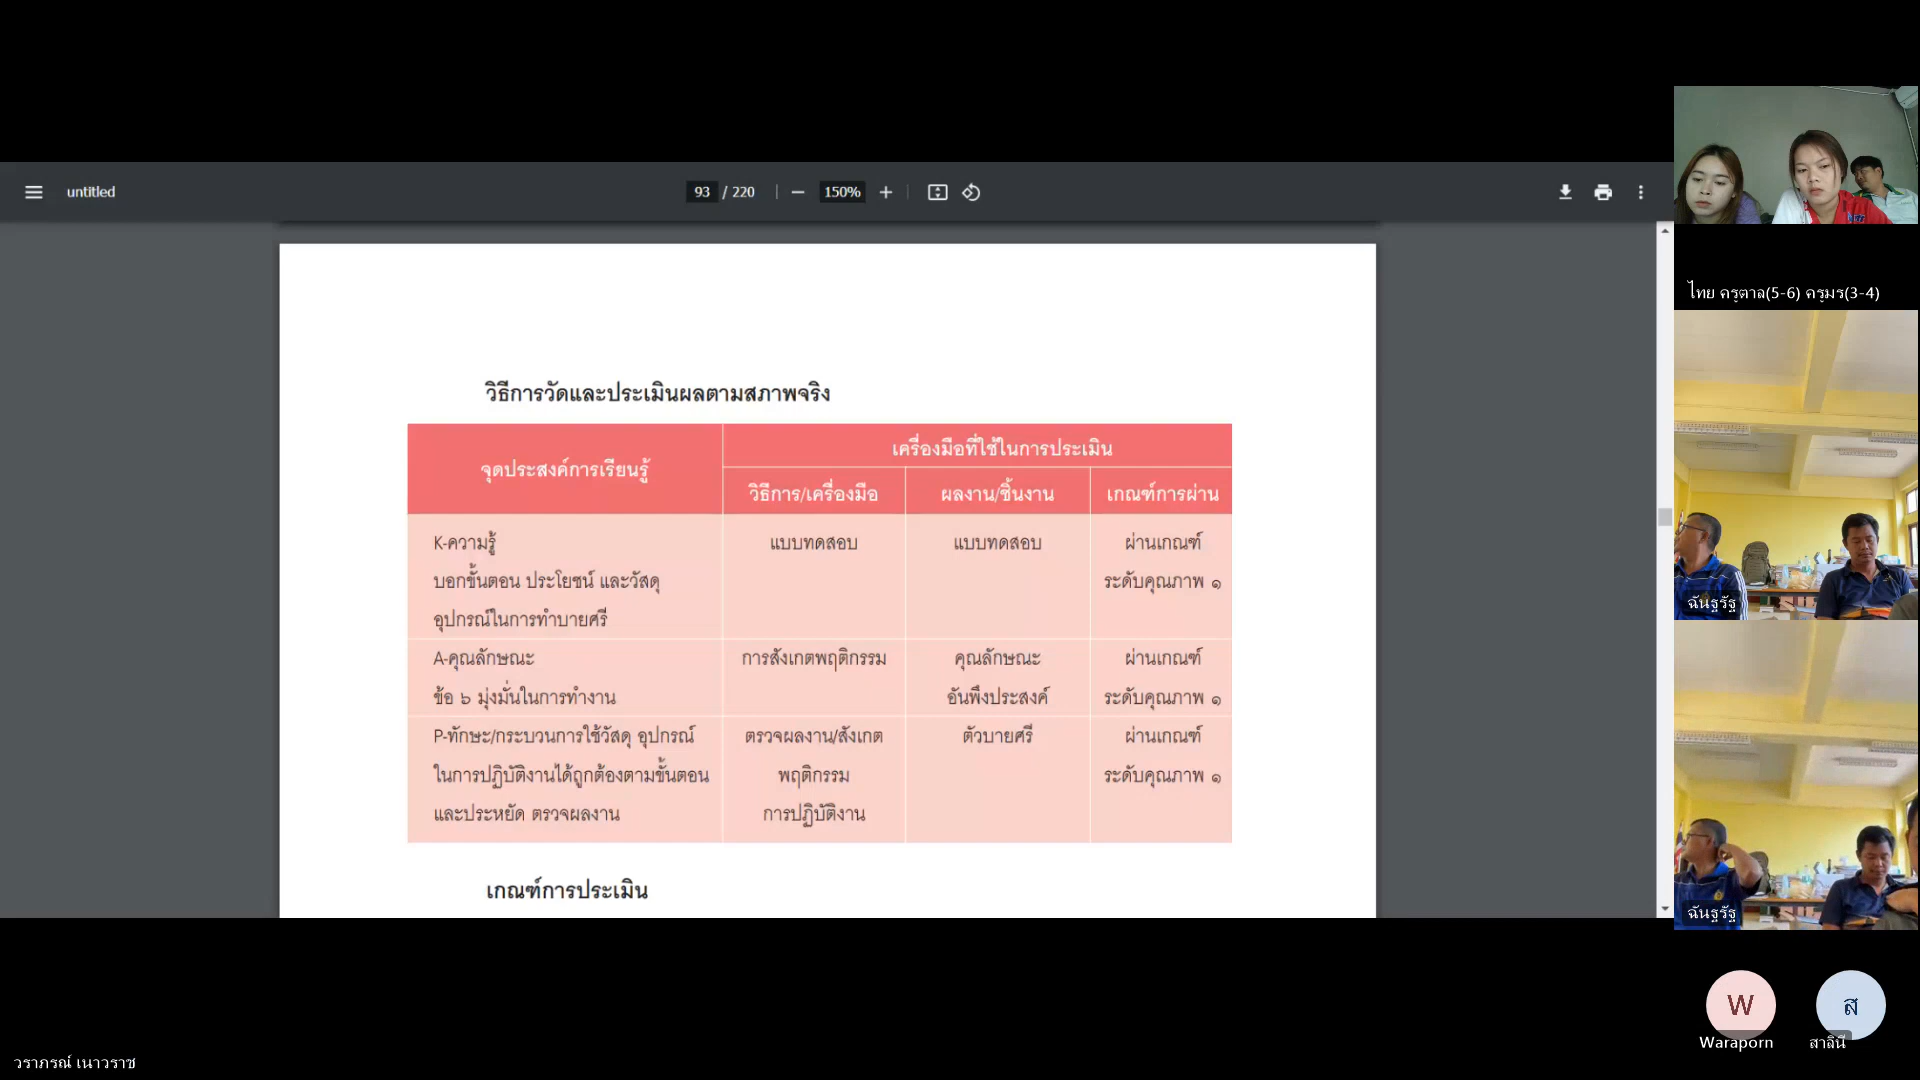 untitled
93 / 220
150%
วิธีการวัดและประเมินผลตามสภาพจริง
จุดประสงค์การเรียนรู้
เครื่องมือที่ใช้ในการประเมิน
วิธีการ/เครื่องมือ
ผลงาน/ชิ้นงาน
เกณฑ์การผ่าน
K-ความรู้
บอกขั้นตอน ประโยชน์ และวัสดุ
อุปกรณ์ในการทำบายศรี
แบบทดสอบ
แบบทดสอบ
ผ่านเกณฑ์
ระดับคุณภาพ ๑
A-คุณลักษณะ
ข้อ ๖ มุ่งมั่นในการทำงาน
การสังเกตพฤติกรรม
คุณลักษณะ
อันพึงประสงค์
ผ่านเกณฑ์
ระดับคุณภาพ ๑
P-ทักษะ/กระบวนการใช้วัสดุ อุปกรณ์
ในการปฏิบัติงานได้ถูกต้องตามขั้นตอน
และประหยัด ตรวจผลงาน
ตรวจผลงาน/สังเกต
พฤติกรรม
การปฏิบัติงาน
ตัวบายศรี
ผ่านเกณฑ์
ระดับคุณภาพ ๑
เกณฑ์การประเมิน
ไทย ครูตาล(5-6) ครูมร(3-4)
ฉันฐรัฐ
ฉันฐรัฐ
W
ส
Waraporn
สาลินี
วราภรณ์ เนาวราช